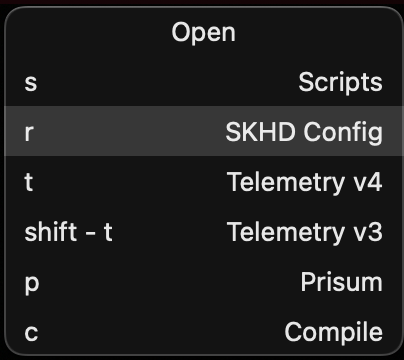 Open
s Scripts
r SKHD Config
t Telemetry v4
shift - t Telemetry v3
p Prisum
c Compile